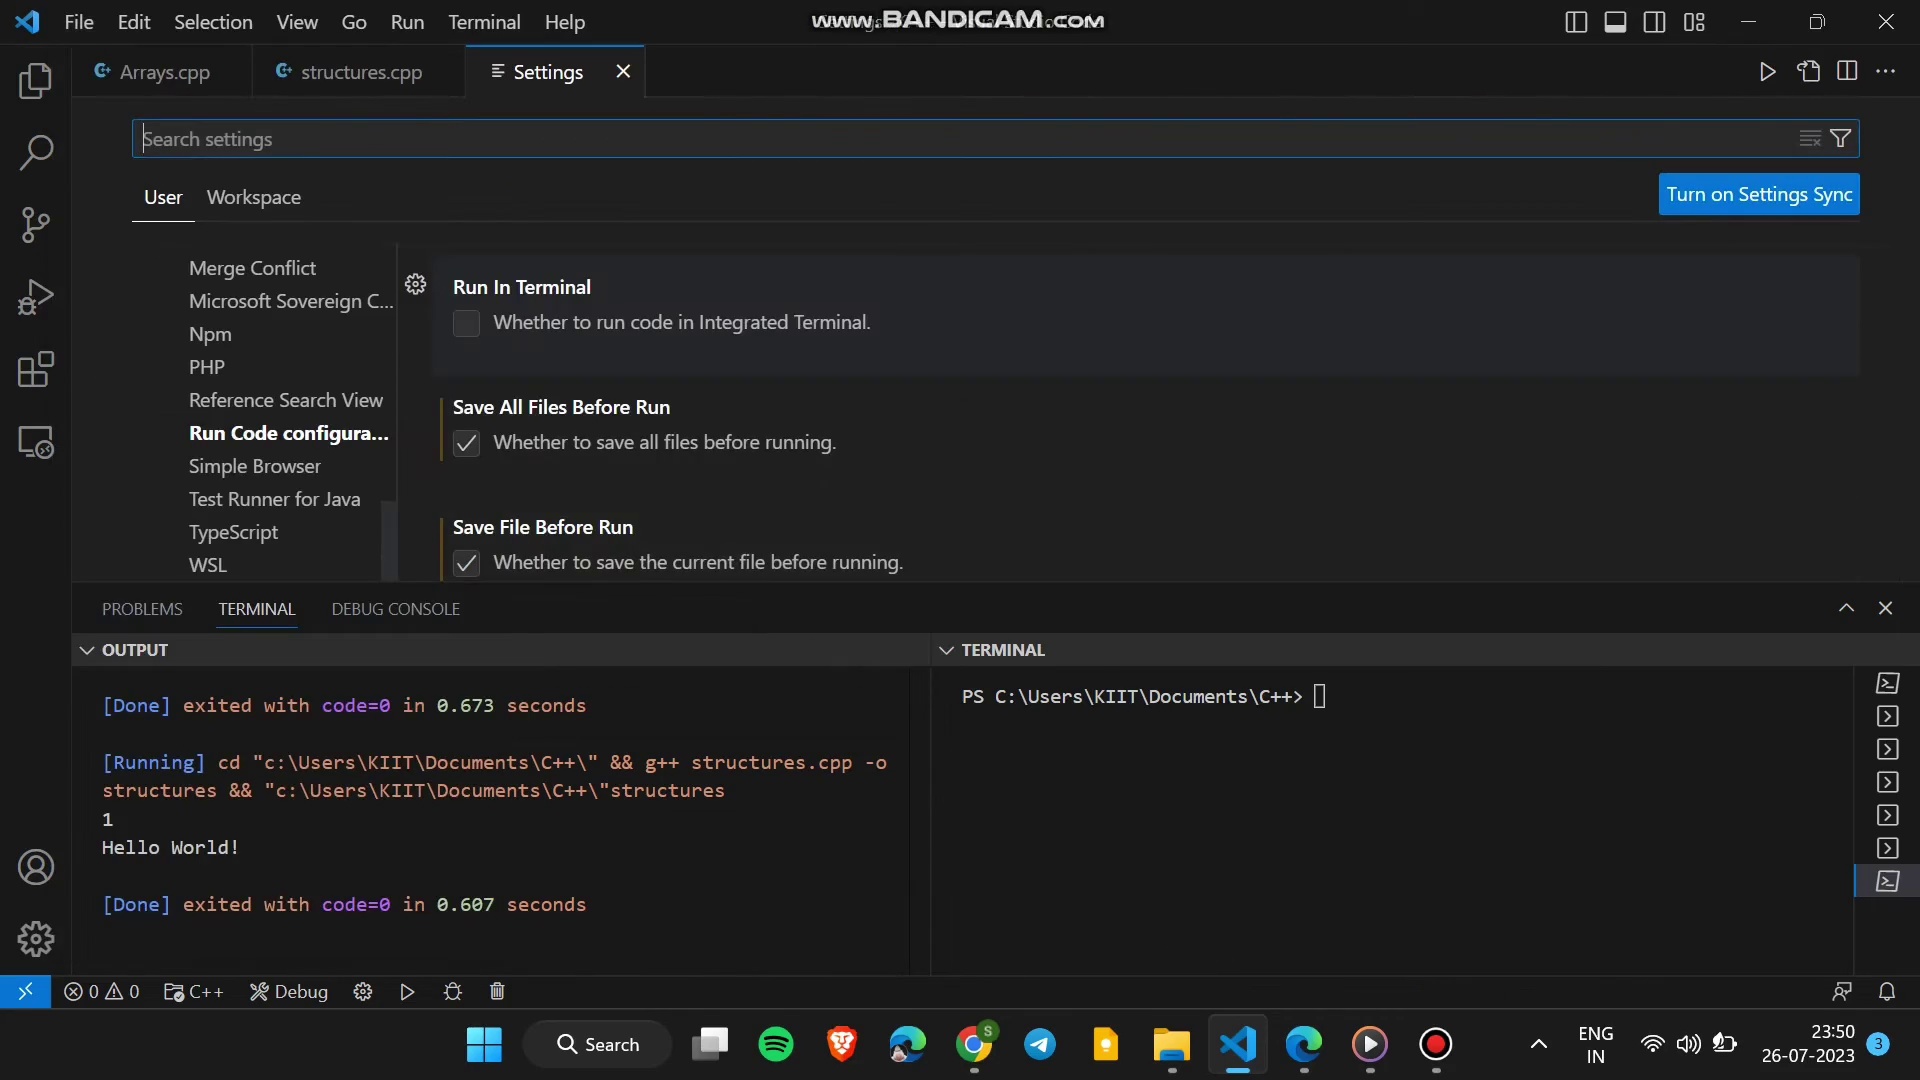 File Edit Selection View Go Run Terminal Help
www.BANDICAM.com
Arrays.cpp structures.cpp Settings
Search settings
User Workspace
Turn on Settings Sync
Merge Conflict
Microsoft Sovereign C...
Npm
PHP
Reference Search View
Run Code configura...
Simple Browser
Test Runner for Java
TypeScript
WSL
Run In Terminal
Whether to run code in Integrated Terminal.
Save All Files Before Run
Whether to save all files before running.
Save File Before Run
Whether to save the current file before running.
PROBLEMS TERMINAL DEBUG CONSOLE
OUTPUT
[Done] exited with code=0 in 0.673 seconds
[Running] cd "c:\Users\KIIT\Documents\C++\" && g++ structures.cpp -o
structures && "c:\Users\KIIT\Documents\C++\"structures
1
Hello World!
[Done] exited with code=0 in 0.607 seconds
TERMINAL
PS C:\Users\KIIT\Documents\C++>
0 0 C++ Debug
Search
S
ENG
IN
23:50
26-07-2023
3